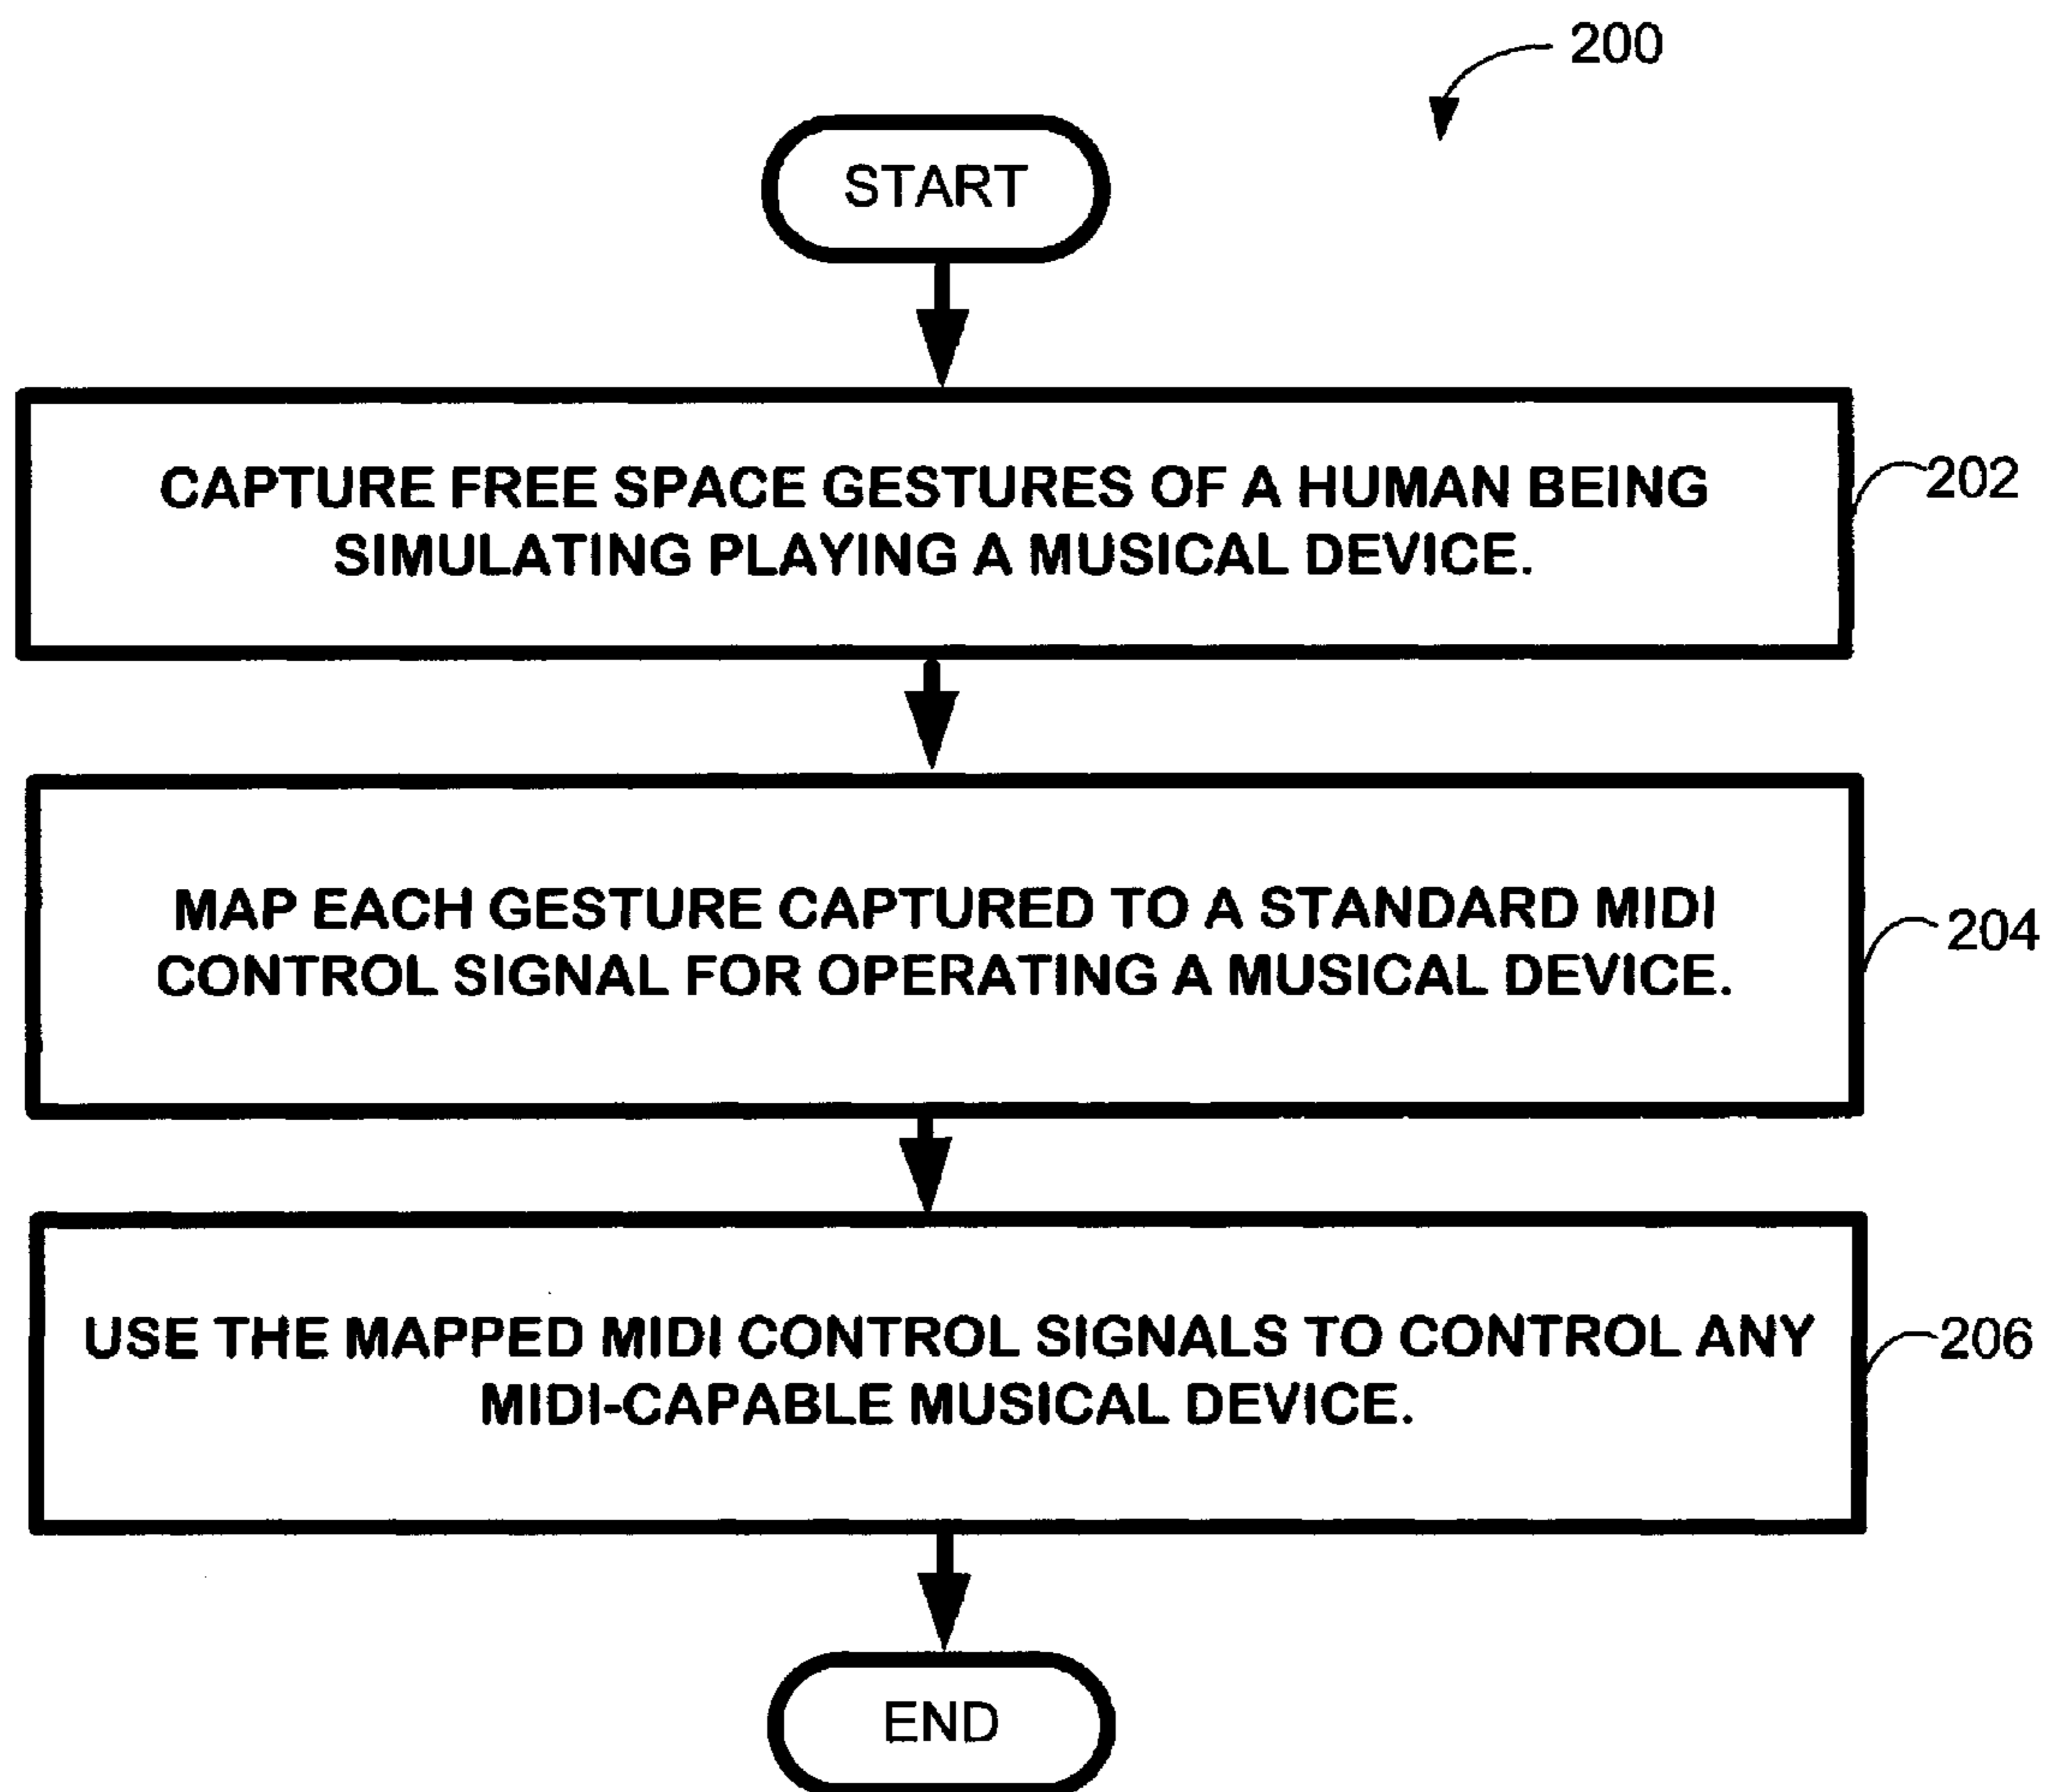 200
START
CAPTURE FREE SPACE GESTURES OF A HUMAN BEING
SIMULATING PLAYING A MUSICAL DEVICE.
202
MAP EACH GESTURE CAPTURED TO A STANDARD MIDI
CONTROL SIGNAL FOR OPERATING A MUSICAL DEVICE.
204
USE THE MAPPED MIDI CONTROL SIGNALS TO CONTROL ANY
MIDI-CAPABLE MUSICAL DEVICE.
206
END